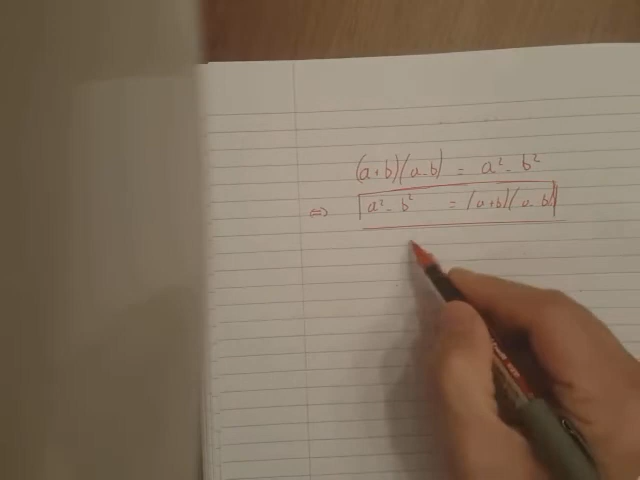 (a+b)(a-b) = a² - b²
⇔ a² - b² = (a+b)(a-b)